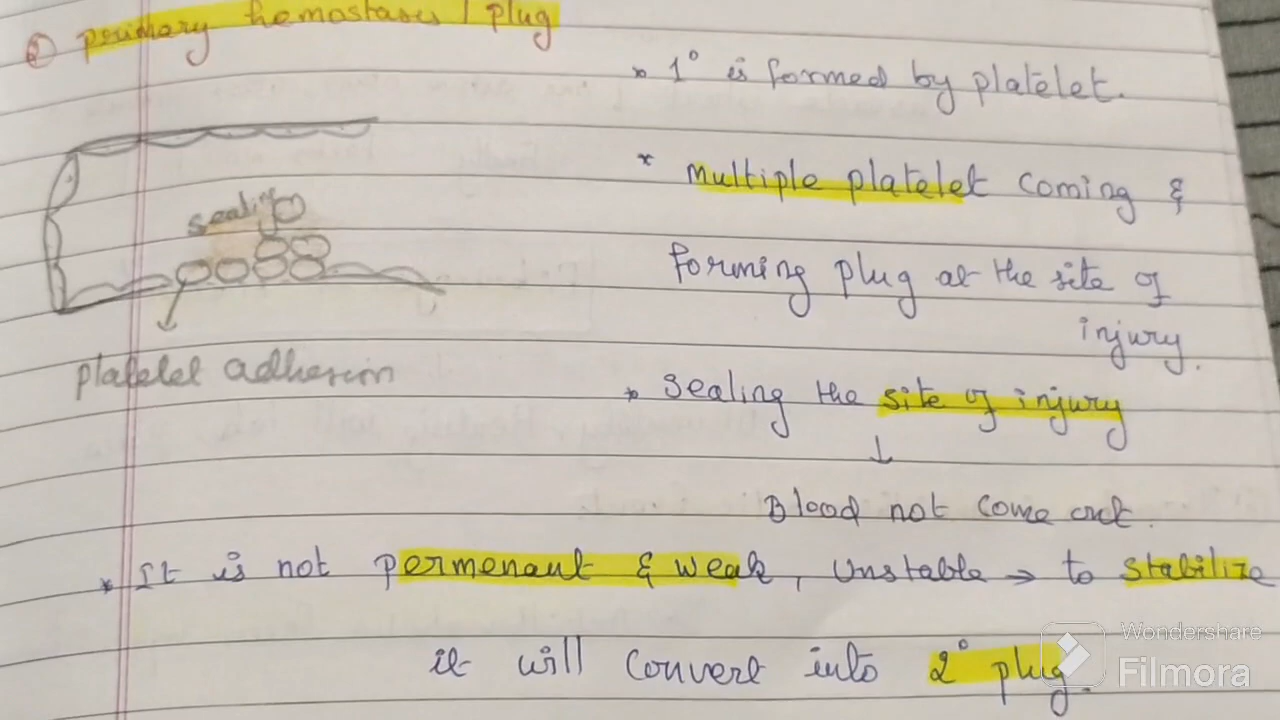 ② primary hemostasis / plug
* 1° is formed by platelet.
* Multiple platelet coming &
forming plug at the site of
injury.
sealing
platelet adhesion
* Sealing the site of injury
↓
Blood not come out.
* It is not permenant & weak, Unstable → to stabilize
it will convert into 2° plug.
Wondershare
Filmora